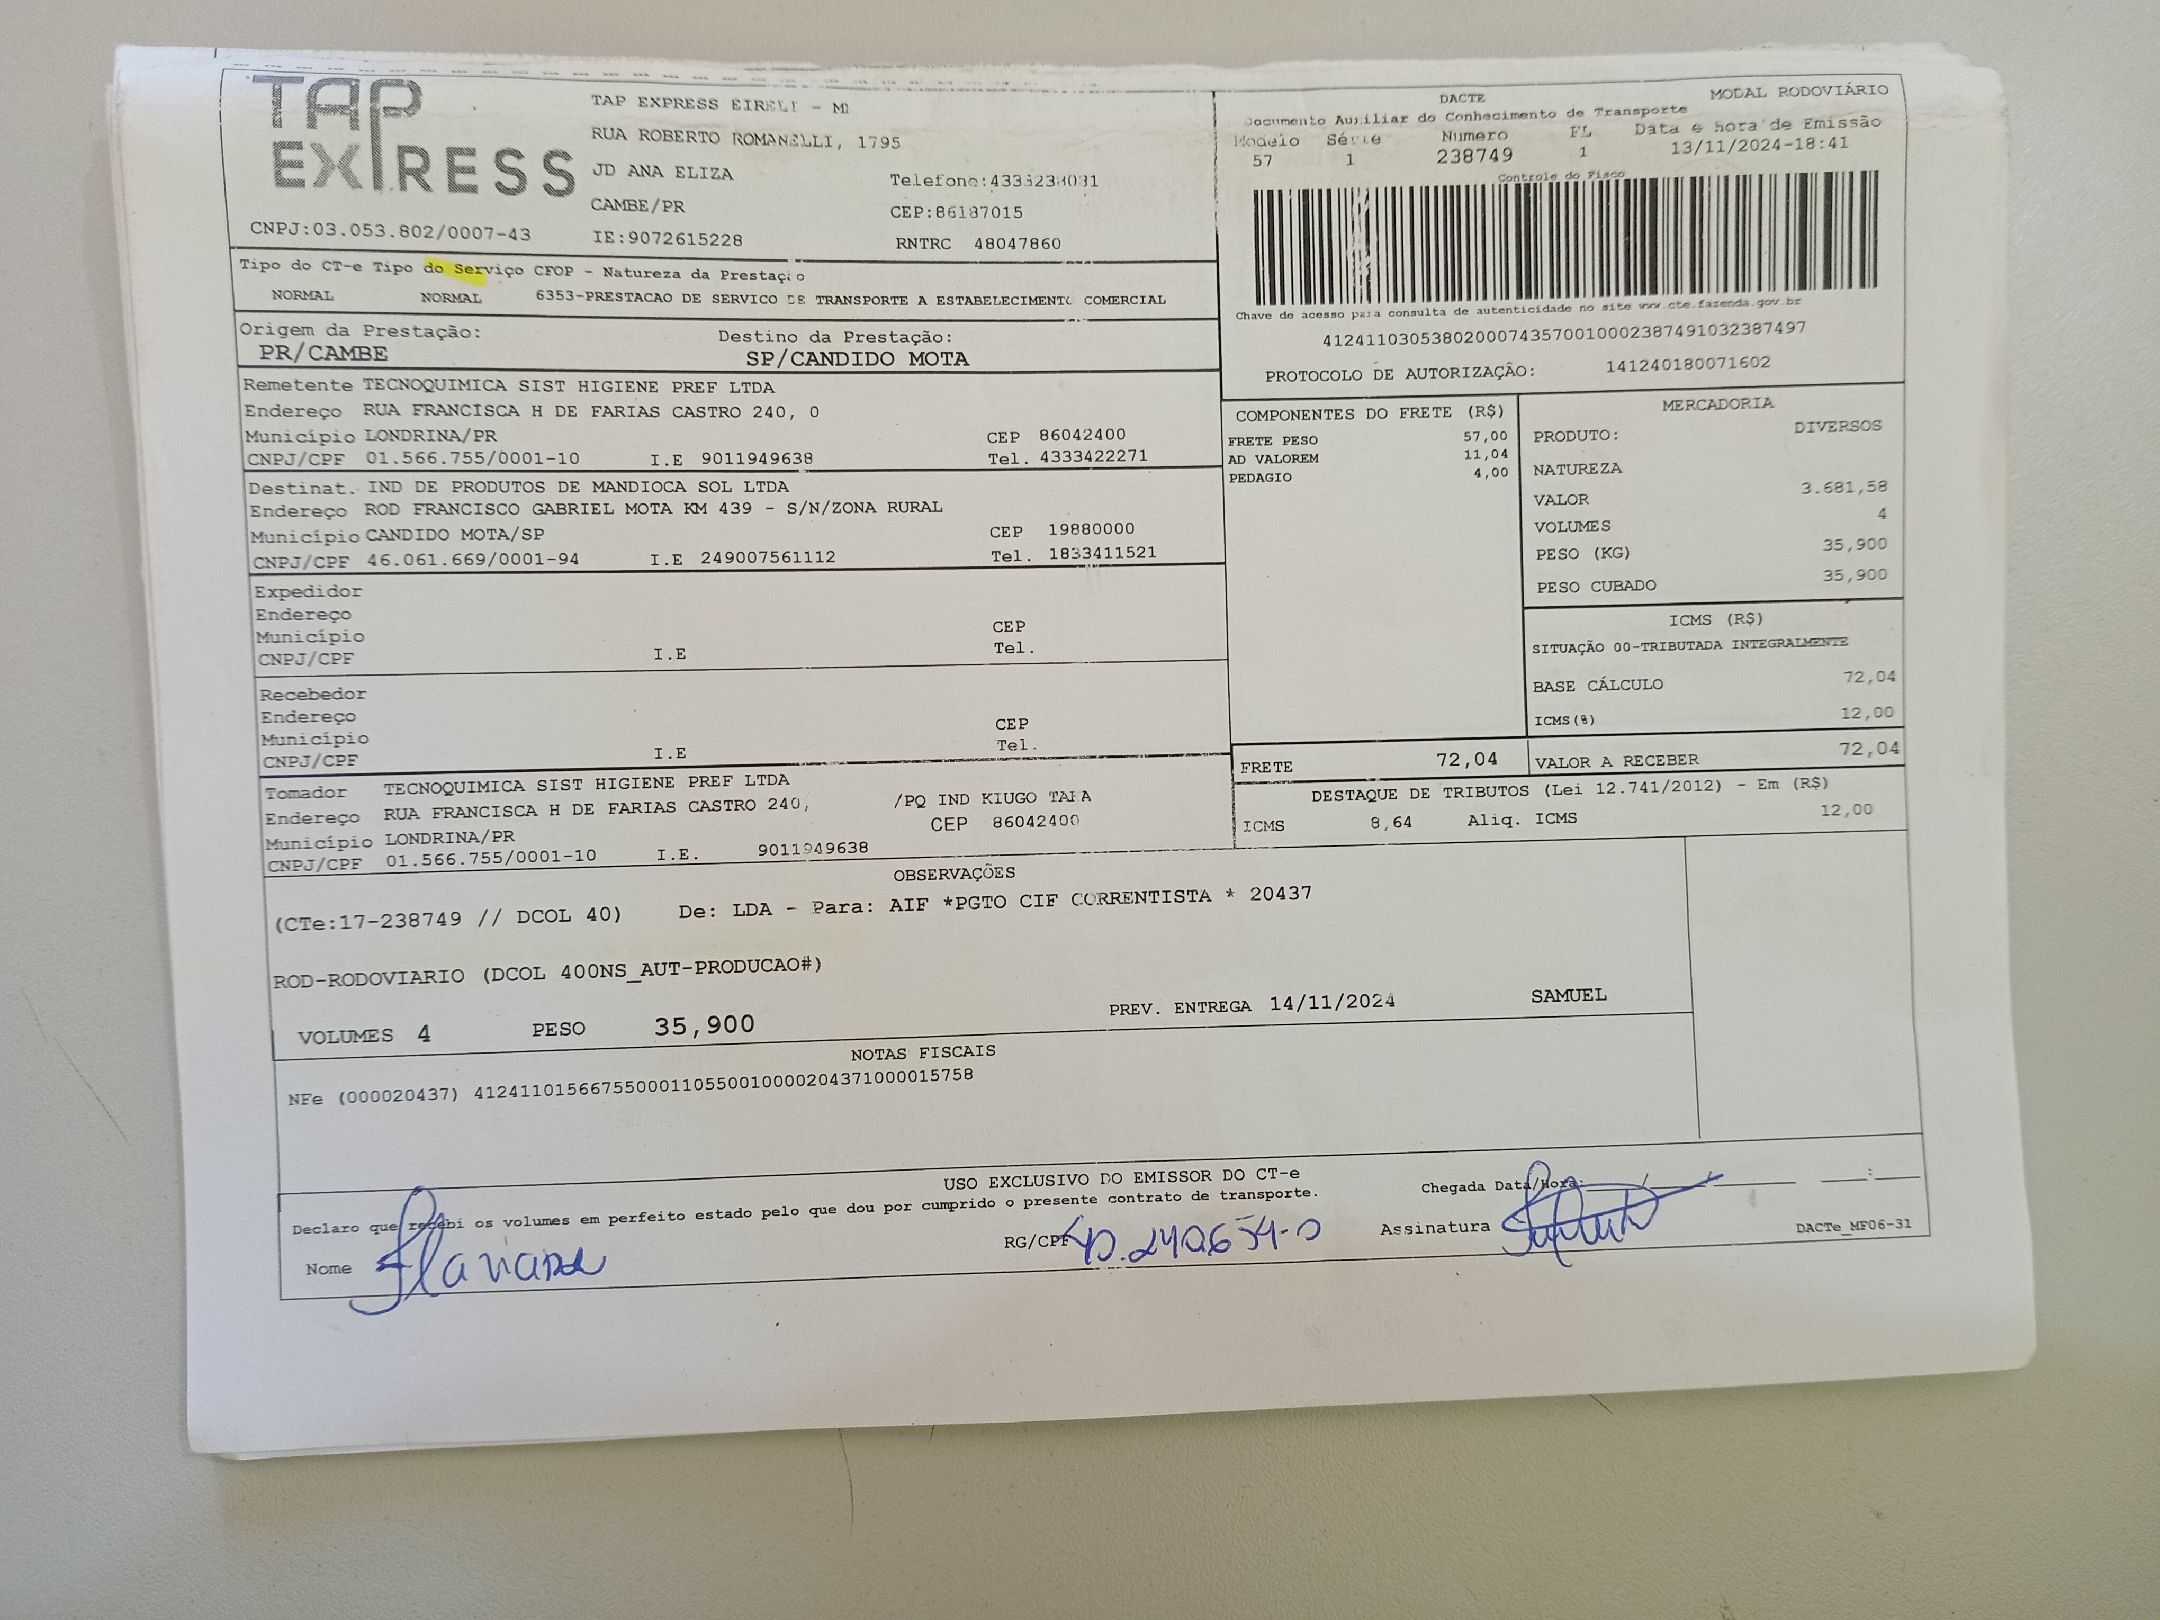 TAP EXPRESS
TAP EXPRESS EIRELI - ME
RUA ROBERTO ROMANELLI, 1795
JD ANA ELIZA Telefone:4333238031
CAMBE/PR CEP:86187015
CNPJ:03.053.802/0007-43 IE:9072615228 RNTRC 48047860
DACTE MODAL RODOVIÁRIO
Documento Auxiliar do Conhecimento de Transporte
Modelo Série Número FL Data e hora de Emissão
57 1 238749 1 13/11/2024-18:41
Controle do Fisco
Chave de acesso para consulta de autenticidade no site www.cte.fazenda.gov.br
41241103053802000743570010002387491032387497
PROTOCOLO DE AUTORIZAÇÃO: 141240180071602
Tipo do CT-e Tipo do Serviço CFOP - Natureza da Prestação
NORMAL NORMAL 6353-PRESTACAO DE SERVICO DE TRANSPORTE A ESTABELECIMENTO COMERCIAL
Origem da Prestação: Destino da Prestação:
PR/CAMBE SP/CANDIDO MOTA
Remetente TECNOQUIMICA SIST HIGIENE PREF LTDA
Endereço RUA FRANCISCA H DE FARIAS CASTRO 240, 0
Município LONDRINA/PR CEP 86042400
CNPJ/CPF 01.566.755/0001-10 I.E 9011949638 Tel. 4333422271
Destinat. IND DE PRODUTOS DE MANDIOCA SOL LTDA
Endereço ROD FRANCISCO GABRIEL MOTA KM 439 - S/N/ZONA RURAL
Município CANDIDO MOTA/SP CEP 19880000
CNPJ/CPF 46.061.669/0001-94 I.E 249007561112 Tel. 1833411521
Expedidor
Endereço
Município CEP
CNPJ/CPF I.E Tel.
Recebedor
Endereço
Município CEP
CNPJ/CPF I.E Tel.
Tomador TECNOQUIMICA SIST HIGIENE PREF LTDA
Endereço RUA FRANCISCA H DE FARIAS CASTRO 240, /PQ IND KIUGO TAKA
Município LONDRINA/PR CEP 86042400
CNPJ/CPF 01.566.755/0001-10 I.E. 9011949638
COMPONENTES DO FRETE (R$)
FRETE PESO 57,00
AD VALOREM 11,04
PEDAGIO 4,00
MERCADORIA
PRODUTO: DIVERSOS
NATUREZA
VALOR 3.681,58
VOLUMES 4
PESO (KG) 35,900
PESO CUBADO 35,900
ICMS (R$)
SITUAÇÃO 00-TRIBUTADA INTEGRALMENTE
BASE CÁLCULO 72,04
ICMS(%) 12,00
FRETE 72,04 VALOR A RECEBER 72,04
DESTAQUE DE TRIBUTOS (Lei 12.741/2012) - Em (R$)
ICMS 8,64 Aliq. ICMS 12,00
OBSERVAÇÕES
(CTe:17-238749 // DCOL 40) De: LDA - Para: AIF *PGTO CIF CORRENTISTA * 20437
ROD-RODOVIARIO (DCOL 400NS_AUT-PRODUCAO#)
VOLUMES 4 PESO 35,900 PREV. ENTREGA 14/11/2024 SAMUEL
NOTAS FISCAIS
NFe (000020437) 41241101566755000110550010000204371000015758
USO EXCLUSIVO DO EMISSOR DO CT-e
Declaro que recebi os volumes em perfeito estado pelo que dou por cumprido o presente contrato de transporte.
Chegada Data/Hora:
Nome Flaviana RG/CPF Assinatura
DACTe_MF06-31